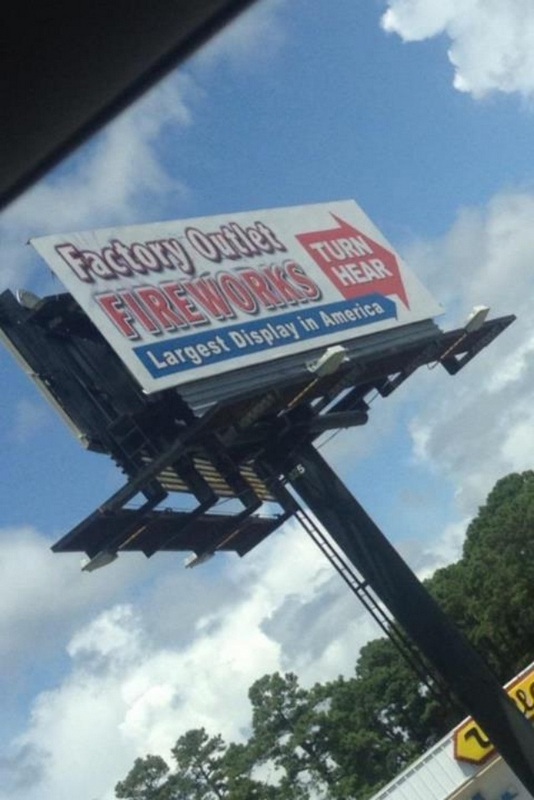 Factory Outlet
FIREWORKS
Largest Display in America
TURN
HEAR